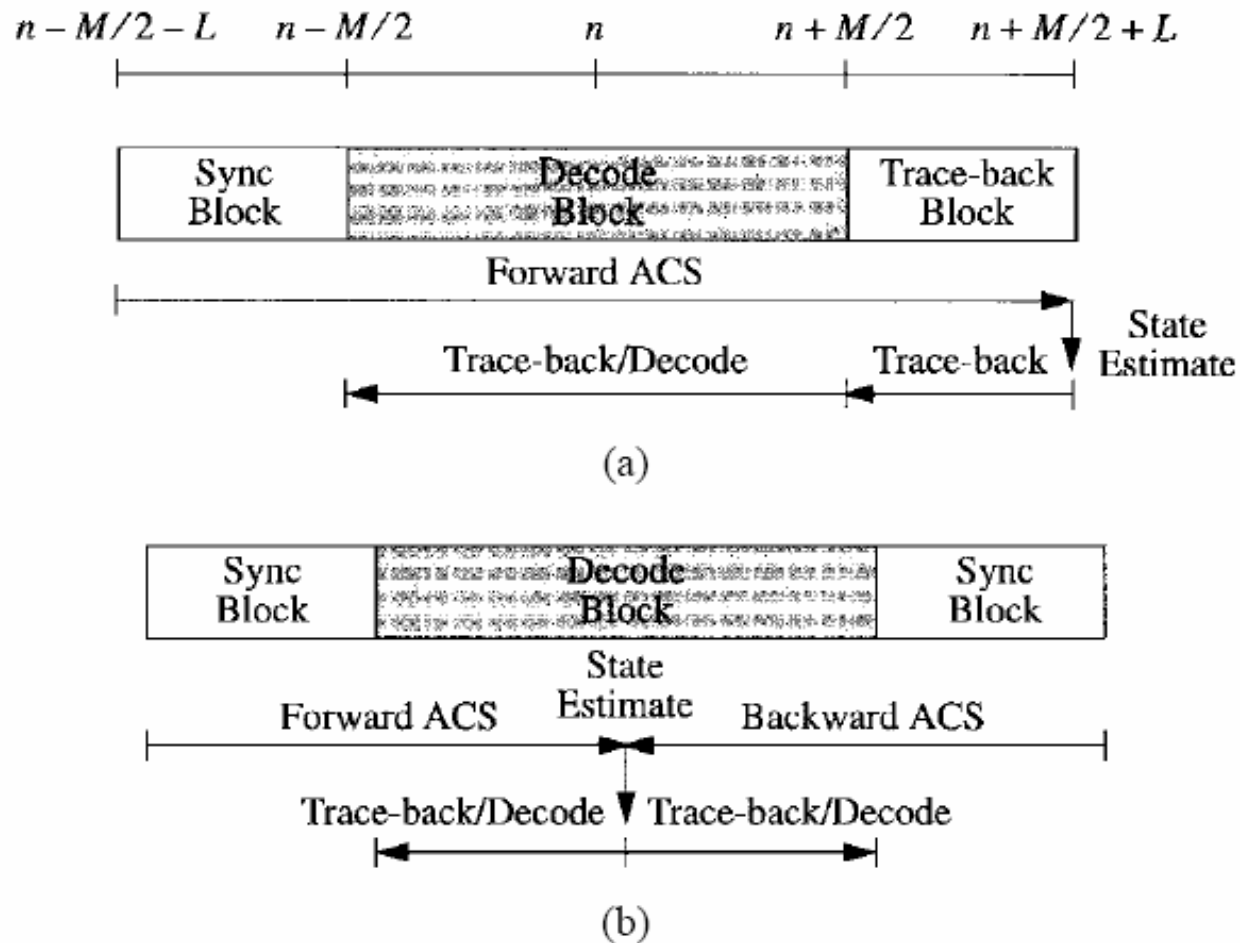 n – M/2 – L n – M/2 n n + M/2 n + M/2 + L
Sync Block
Decode Block
Trace-back Block
Forward ACS
State Estimate
Trace-back/Decode
Trace-back
(a)
Sync Block
Decode Block
Sync Block
State Estimate
Forward ACS
Backward ACS
Trace-back/Decode
Trace-back/Decode
(b)